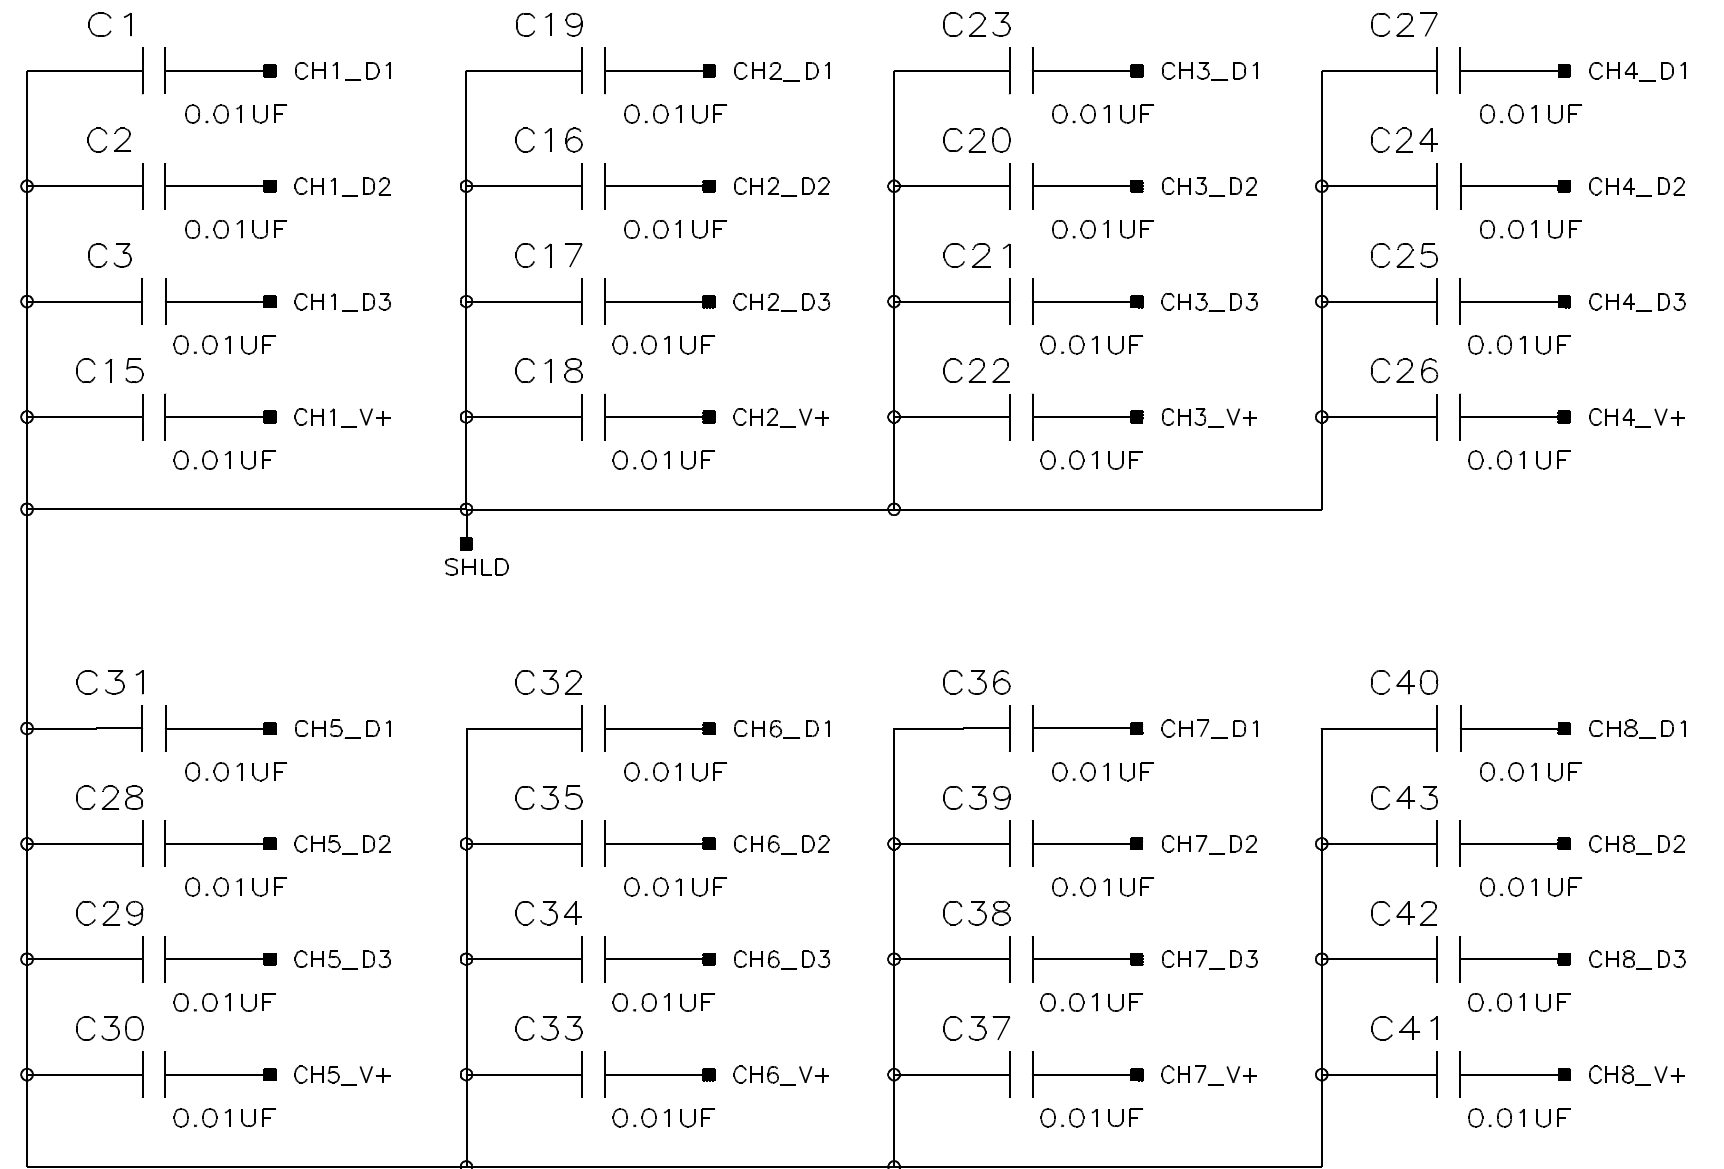 C1 C19 C23 C27
CH1_D1 CH2_D1 CH3_D1 CH4_D1
0.01UF 0.01UF 0.01UF 0.01UF
C2 C16 C20 C24
CH1_D2 CH2_D2 CH3_D2 CH4_D2
0.01UF 0.01UF 0.01UF 0.01UF
C3 C17 C21 C25
CH1_D3 CH2_D3 CH3_D3 CH4_D3
0.01UF 0.01UF 0.01UF 0.01UF
C15 C18 C22 C26
CH1_V+ CH2_V+ CH3_V+ CH4_V+
0.01UF 0.01UF 0.01UF 0.01UF
SHLD
C31 C32 C36 C40
CH5_D1 CH6_D1 CH7_D1 CH8_D1
0.01UF 0.01UF 0.01UF 0.01UF
C28 C35 C39 C43
CH5_D2 CH6_D2 CH7_D2 CH8_D2
0.01UF 0.01UF 0.01UF 0.01UF
C29 C34 C38 C42
CH5_D3 CH6_D3 CH7_D3 CH8_D3
0.01UF 0.01UF 0.01UF 0.01UF
C30 C33 C37 C41
CH5_V+ CH6_V+ CH7_V+ CH8_V+
0.01UF 0.01UF 0.01UF 0.01UF